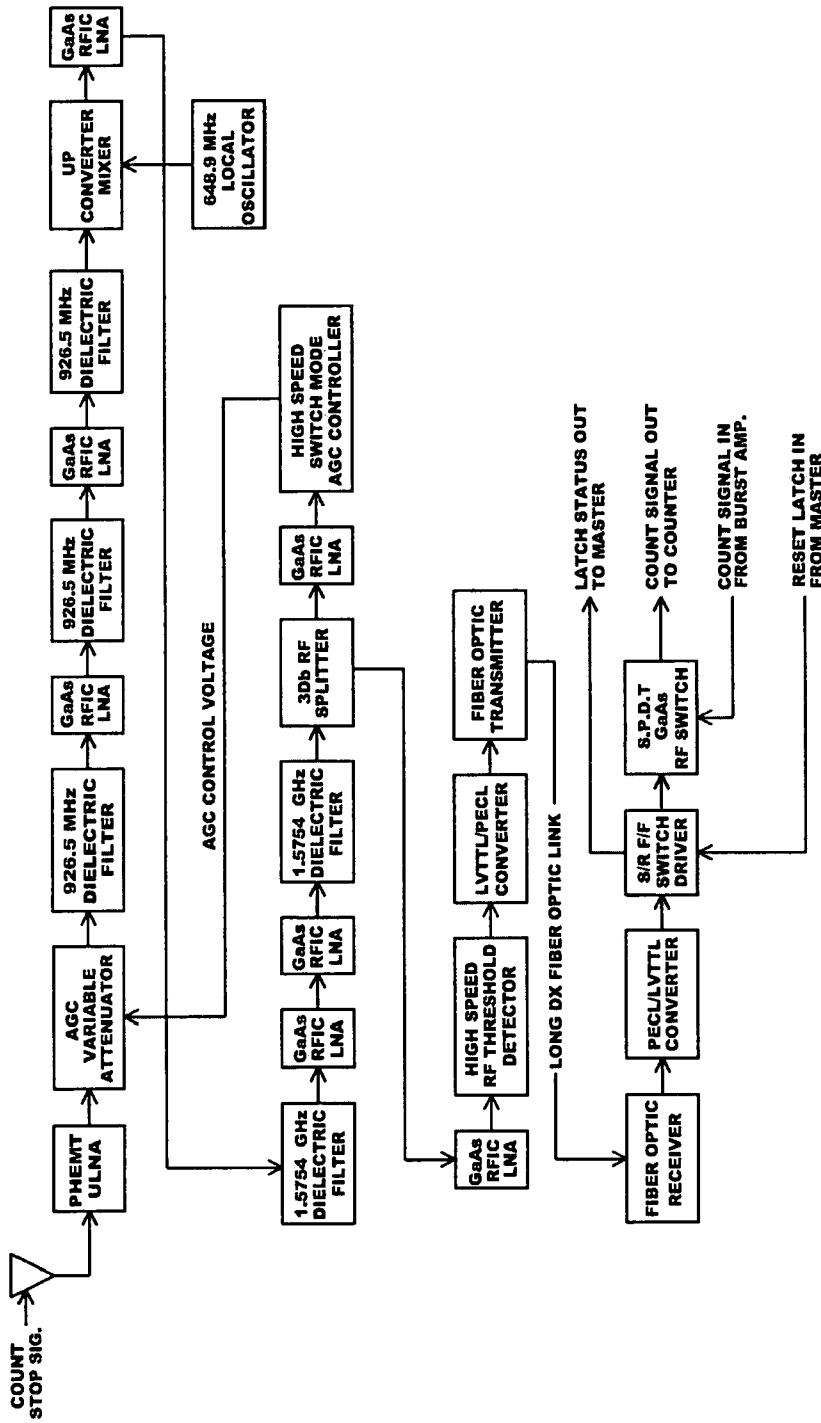 COUNT
STOP SIG.
PHEMT
ULNA
AGC
VARIABLE
ATTENUATOR
926.5 MHz
DIELECTRIC
FILTER
GaAs
RFIC
LNA
926.5 MHz
DIELECTRIC
FILTER
GaAs
RFIC
LNA
926.5 MHz
DIELECTRIC
FILTER
UP
CONVERTER
MIXER
GaAs
RFIC
LNA
648.9 MHz
LOCAL
OSCILLATOR
AGC CONTROL VOLTAGE
1.5754 GHz
DIELECTRIC
FILTER
GaAs
RFIC
LNA
GaAs
RFIC
LNA
1.5754 GHz
DIELECTRIC
FILTER
3Db RF
SPLITTER
GaAs
RFIC
LNA
HIGH SPEED
SWITCH MODE
AGC CONTROLLER
GaAs
RFIC
LNA
HIGH SPEED
RF THRESHOLD
DETECTOR
LVTTL/PECL
CONVERTER
FIBER OPTIC
TRANSMITTER
LONG DX FIBER OPTIC LINK
FIBER OPTIC
RECEIVER
PECL/LVTTL
CONVERTER
S/R F/F
SWITCH
DRIVER
S.P.D.T
GaAs
RF SWITCH
LATCH STATUS OUT
TO MASTER
COUNT SIGNAL OUT
TO COUNTER
COUNT SIGNAL IN
FROM BURST AMP.
RESET LATCH IN
FROM MASTER